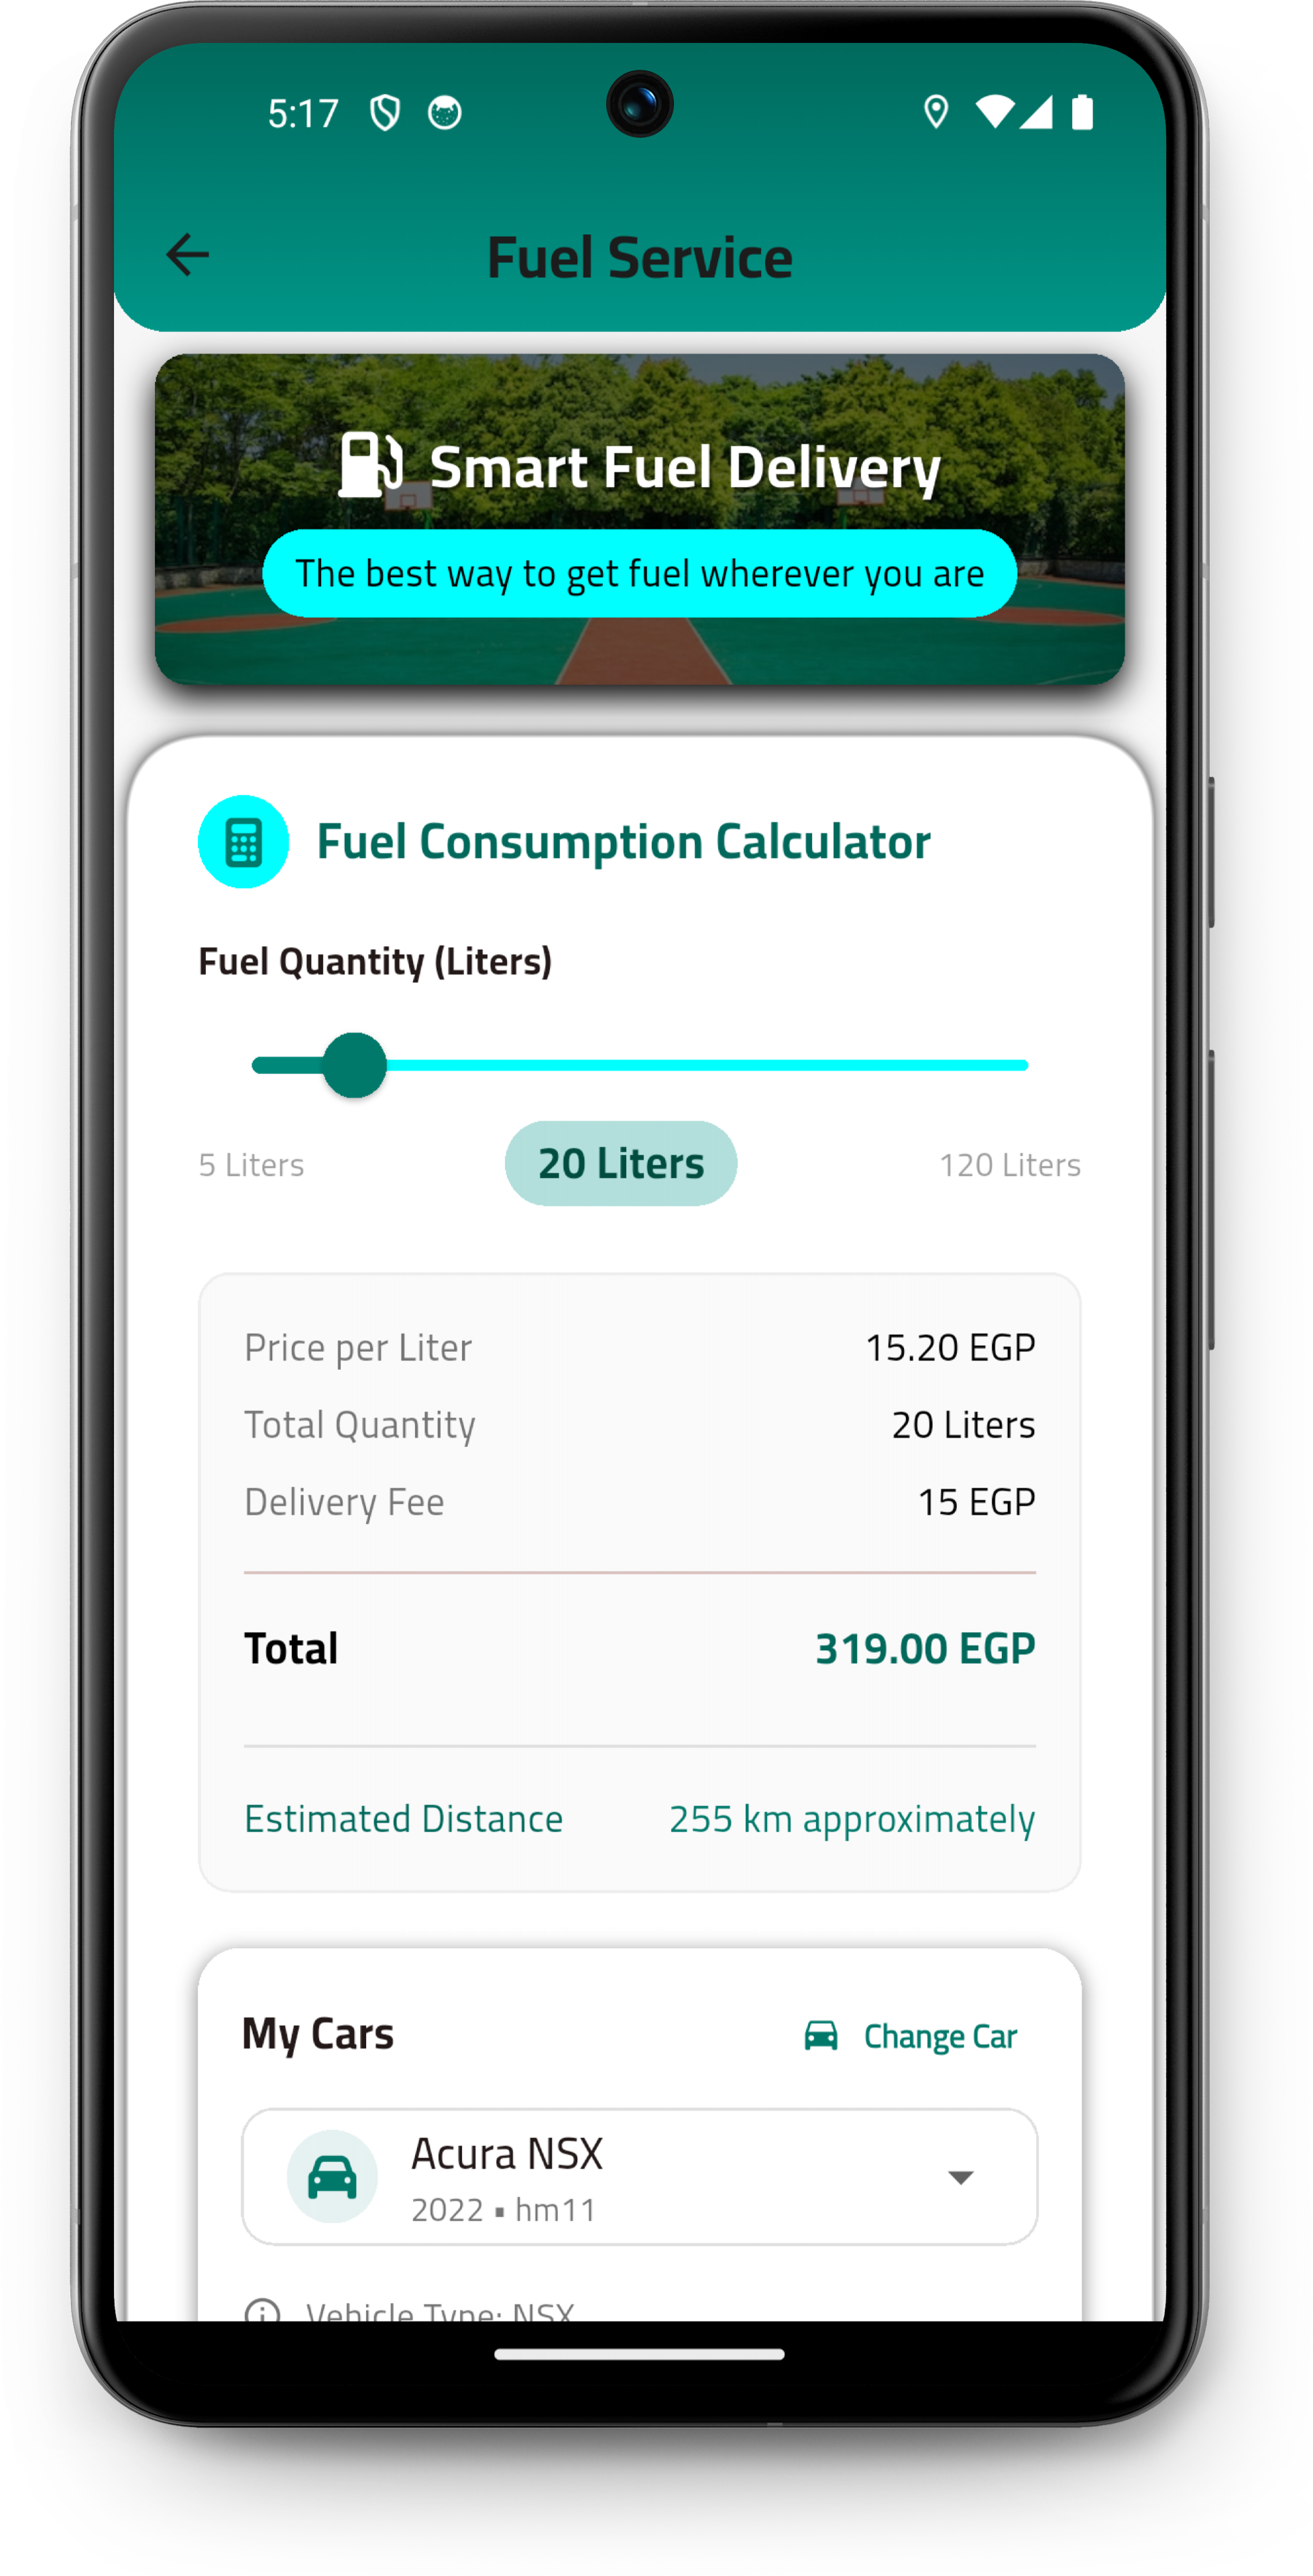 5:17
Fuel Service
Smart Fuel Delivery
The best way to get fuel wherever you are
Fuel Consumption Calculator
Fuel Quantity (Liters)
5 Liters 20 Liters 120 Liters
Price per Liter 15.20 EGP
Total Quantity 20 Liters
Delivery Fee 15 EGP
Total 319.00 EGP
Estimated Distance 255 km approximately
My Cars Change Car
Acura NSX
2022 ▪ hm11
Vehicle Type: NSX